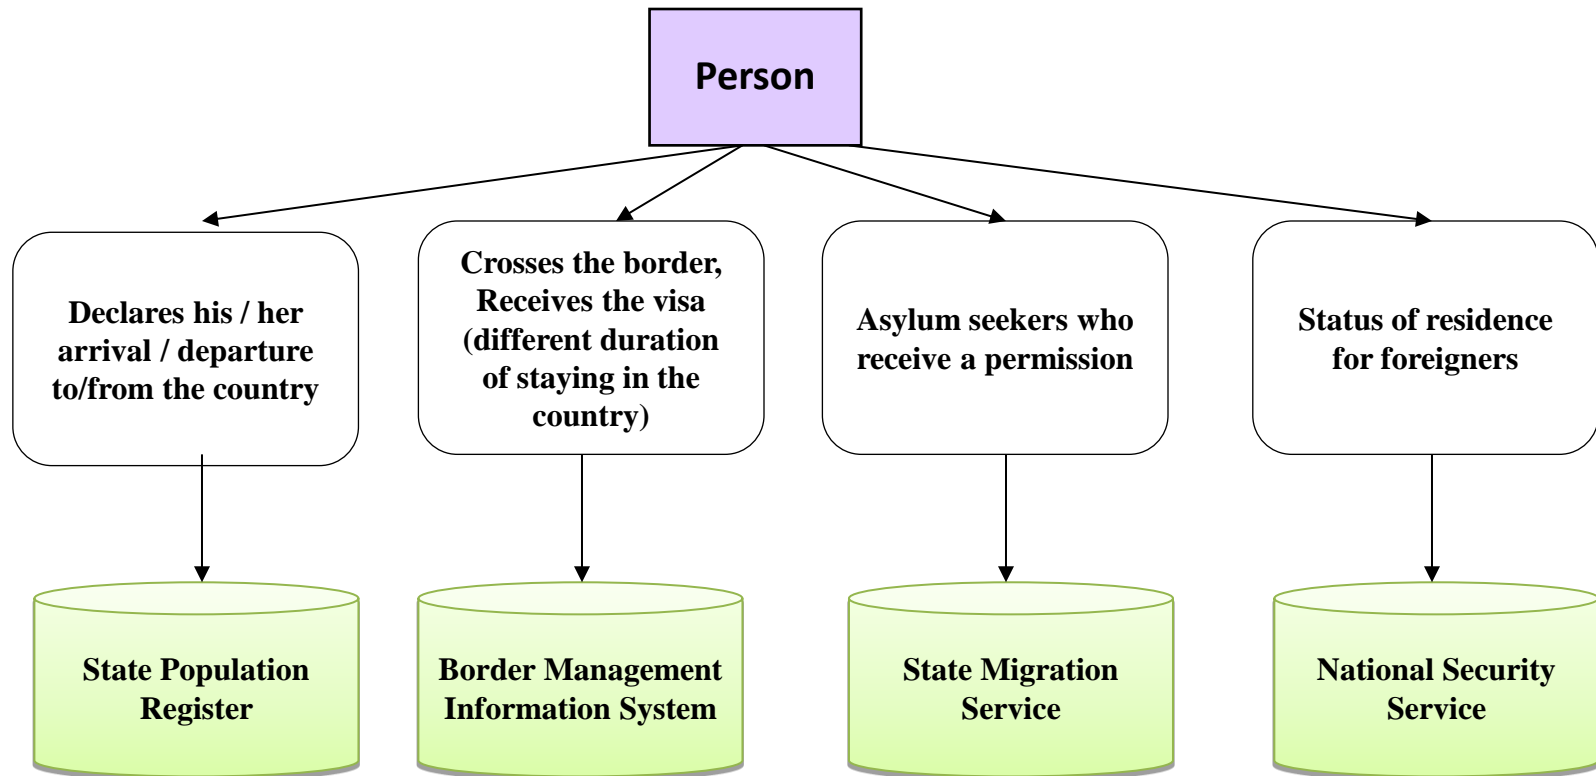 Person
Declares his / her
arrival / departure
to/from the country
Crosses the border,
Receives the visa
(different duration
of staying in the
country)
Asylum seekers who
receive a permission
Status of residence
for foreigners
State Population
Register
Border Management
Information System
State Migration
Service
National Security
Service